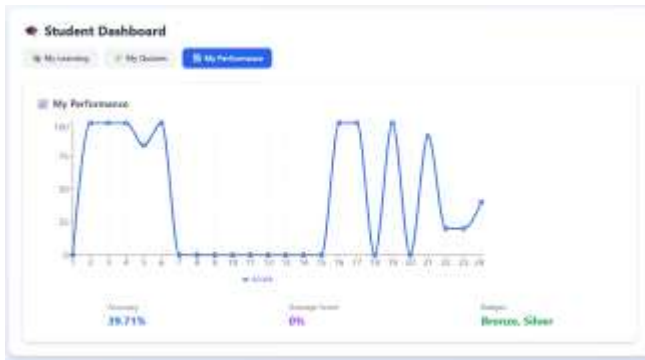 Student Dashboard
My Learning My Quizzes My Performance
My Performance
100
75
50
25
0
1 2 3 4 5 6 7 8 9 10 11 12 13 14 15 16 17 18 19 20 21 22 23 24
Accuracy Average Score Badges
39.71% 0% Bronze, Silver